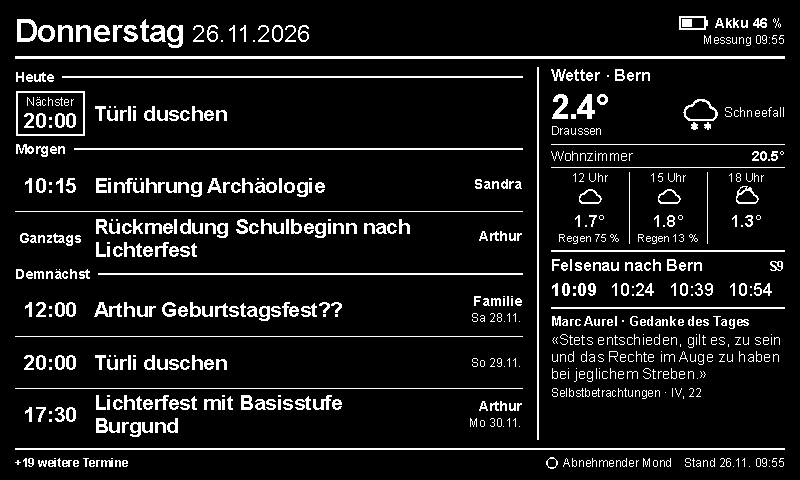 Donnerstag 26.11.2026
Akku 46 %
Messung 09:55
Heute
Nächster
20:00 Türli duschen
Morgen
10:15 Einführung Archäologie Sandra
Ganztags Rückmeldung Schulbeginn nach
Lichterfest Arthur
Demnächst
12:00 Arthur Geburtstagsfest?? Familie
Sa 28.11.
20:00 Türli duschen So 29.11.
17:30 Lichterfest mit Basisstufe
Burgund Arthur
Mo 30.11.
+19 weitere Termine
Wetter · Bern
2.4° Schneefall
Draussen
Wohnzimmer 20.5°
12 Uhr 15 Uhr 18 Uhr
1.7° 1.8° 1.3°
Regen 75 % Regen 13 %
Felsenau nach Bern S9
10:09 10:24 10:39 10:54
Marc Aurel · Gedanke des Tages
«Stets entschieden, gilt es, zu sein
und das Rechte im Auge zu haben
bei jeglichem Streben.»
Selbstbetrachtungen · IV, 22
Abnehmender Mond Stand 26.11. 09:55